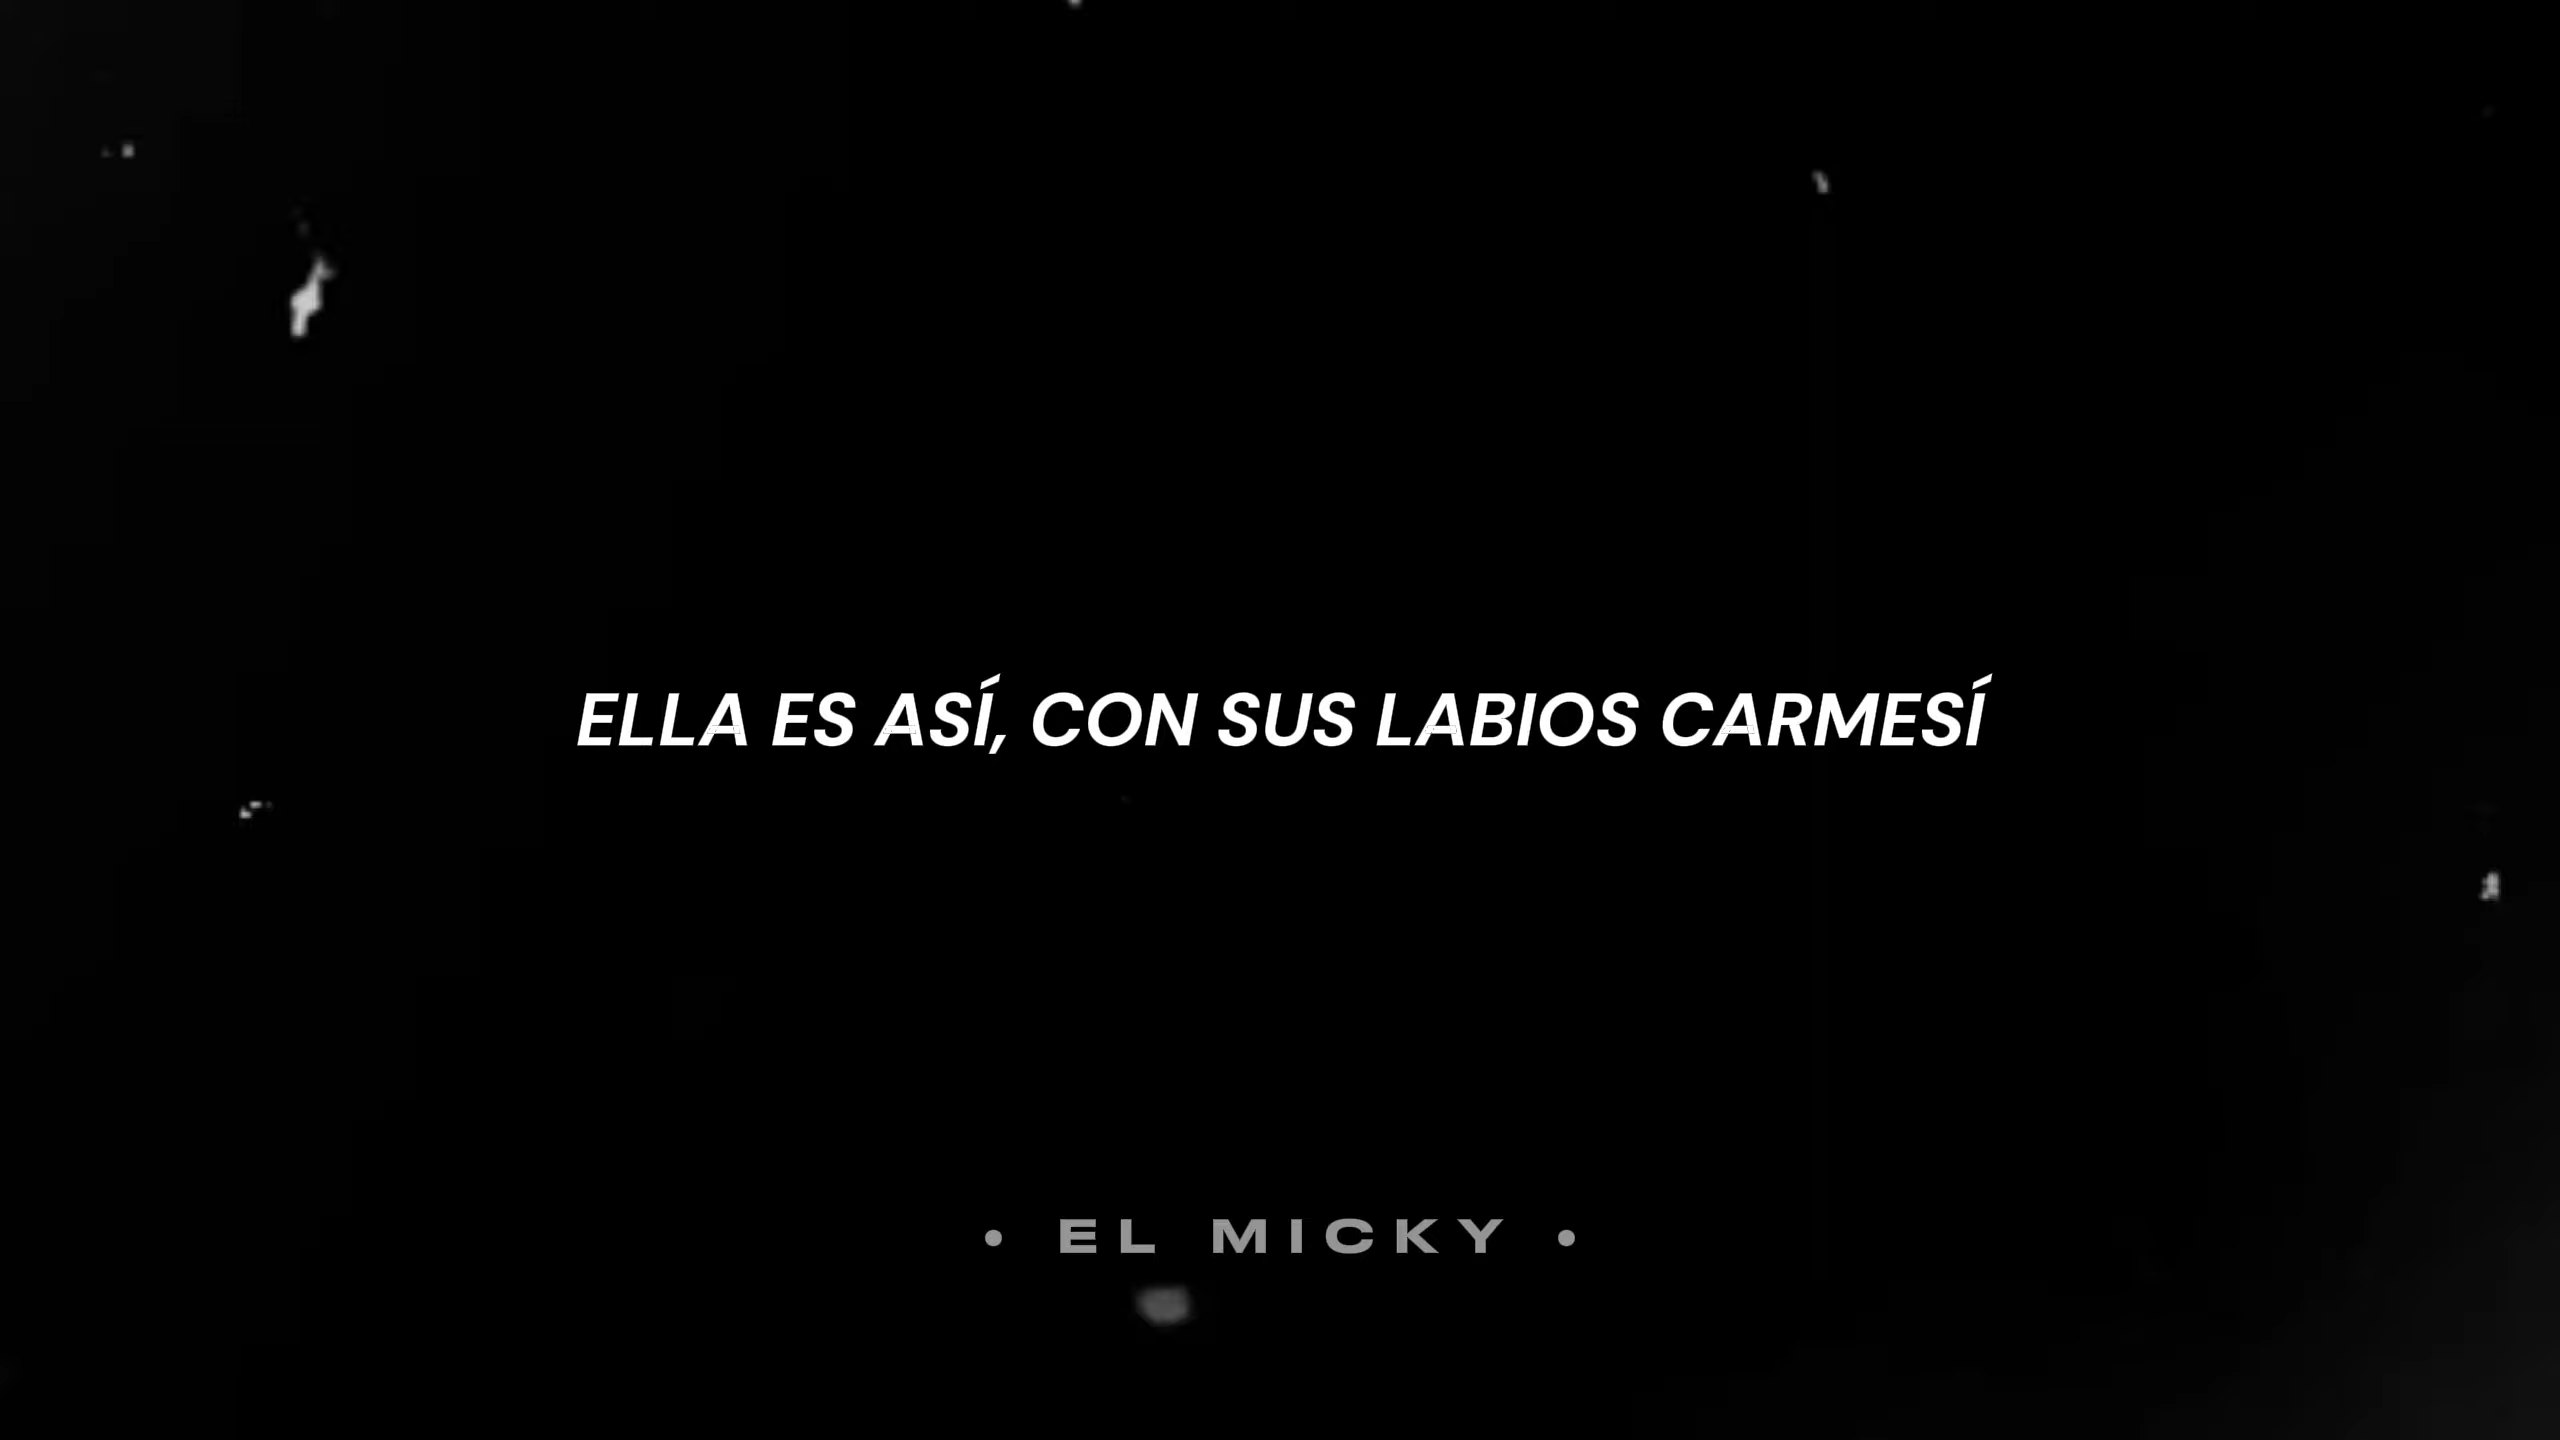 ELLA ES ASÍ, CON SUS LABIOS CARMESÍ
• EL MICKY •